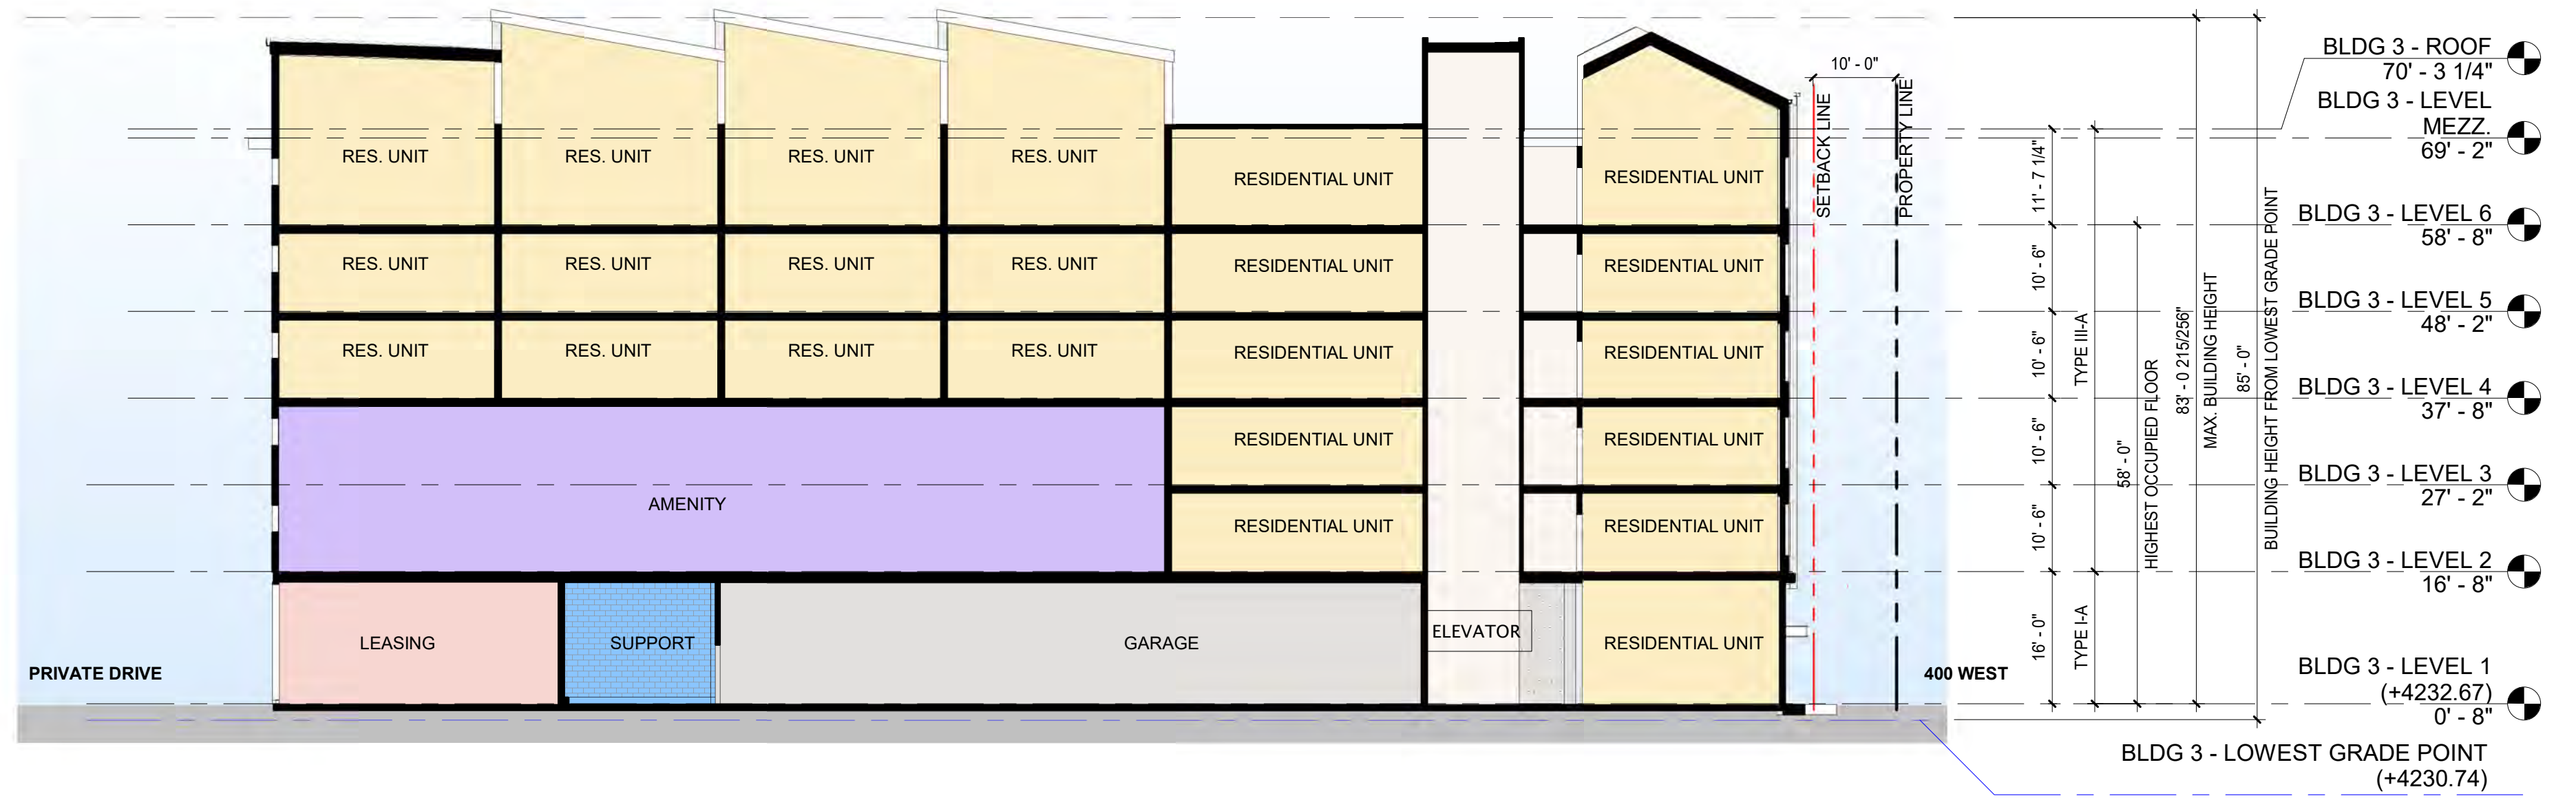 10' - 0"
SETBACK LINE
PROPERTY LINE
BLDG 3 - ROOF
70' - 3 1/4"
BLDG 3 - LEVEL
MEZZ.
69' - 2"
BLDG 3 - LEVEL 6
58' - 8"
BLDG 3 - LEVEL 5
48' - 2"
BLDG 3 - LEVEL 4
37' - 8"
BLDG 3 - LEVEL 3
27' - 2"
BLDG 3 - LEVEL 2
16' - 8"
BLDG 3 - LEVEL 1
(+4232.67)
0' - 8"
BLDG 3 - LOWEST GRADE POINT
(+4230.74)
11' - 7 1/4"
10' - 6"
10' - 6"
10' - 6"
10' - 6"
16' - 0"
TYPE III-A
TYPE I-A
58' - 0"
HIGHEST OCCUPIED FLOOR
83' - 0 215/256"
MAX. BUILDING HEIGHT
85' - 0"
BUILDING HEIGHT FROM LOWEST GRADE POINT
RES. UNIT
RES. UNIT
RES. UNIT
RES. UNIT
RESIDENTIAL UNIT
RESIDENTIAL UNIT
RES. UNIT
RES. UNIT
RES. UNIT
RES. UNIT
RESIDENTIAL UNIT
RESIDENTIAL UNIT
RES. UNIT
RES. UNIT
RES. UNIT
RES. UNIT
RESIDENTIAL UNIT
RESIDENTIAL UNIT
AMENITY
RESIDENTIAL UNIT
RESIDENTIAL UNIT
RESIDENTIAL UNIT
RESIDENTIAL UNIT
LEASING
SUPPORT
GARAGE
ELEVATOR
RESIDENTIAL UNIT
PRIVATE DRIVE
400 WEST